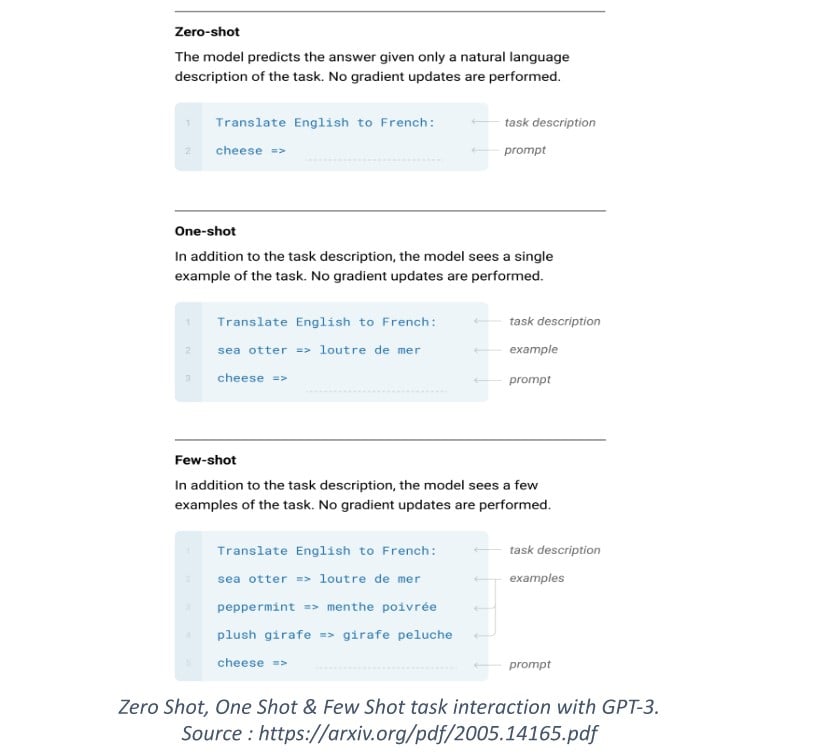 Zero-shot
The model predicts the answer given only a natural language
description of the task. No gradient updates are performed.
1 Translate English to French: task description
2 cheese => prompt
One-shot
In addition to the task description, the model sees a single
example of the task. No gradient updates are performed.
1 Translate English to French: task description
2 sea otter => loutre de mer example
3 cheese => prompt
Few-shot
In addition to the task description, the model sees a few
examples of the task. No gradient updates are performed.
1 Translate English to French: task description
2 sea otter => loutre de mer examples
3 peppermint => menthe poivrée
4 plush girafe => girafe peluche
5 cheese => prompt
Zero Shot, One Shot & Few Shot task interaction with GPT-3.
Source : https://arxiv.org/pdf/2005.14165.pdf